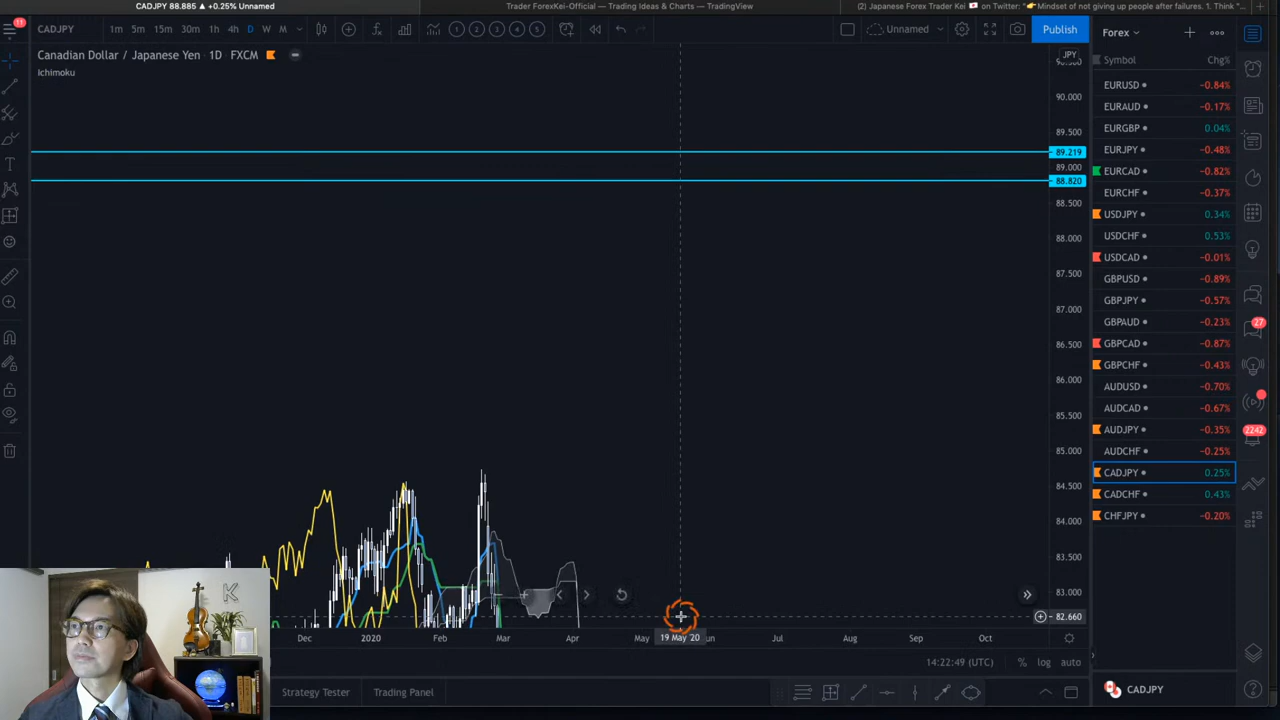 CADJPY 88.885 ▲ +0.25% Unnamed
Trader ForexKei-Official — Trading Ideas & Charts — TradingView
(2) Japanese Forex Trader Kei 🇯🇵 on Twitter: "👉Mindset of not giving up people after failures. 1. Think "...
11
CADJPY 1m 5m 15m 30m 1h 4h D W M 1 2 3 4 5 Unnamed Publish
Canadian Dollar / Japanese Yen · 1D · FXCM
Ichimoku
JPY
90.500
90.000
89.500
89.219
89.000
88.820
88.500
88.000
87.500
87.000
86.500
86.000
85.500
85.000
84.500
84.000
83.500
83.000
82.660
Dec 2020 Feb Mar Apr May 19 May '20 Jun Jul Aug Sep Oct
14:22:49 (UTC) % log auto
Strategy Tester Trading Panel
Forex
Symbol Chg%
EURUSD −0.84%
EURAUD −0.17%
EURGBP 0.04%
EURJPY −0.48%
EURCAD −0.82%
EURCHF −0.37%
USDJPY 0.34%
USDCHF 0.53%
USDCAD −0.01%
GBPUSD −0.89%
GBPJPY −0.57%
GBPAUD −0.23%
GBPCAD −0.87%
GBPCHF −0.43%
AUDUSD −0.70%
AUDCAD −0.67%
AUDJPY −0.35%
AUDCHF −0.25%
CADJPY 0.25%
CADCHF 0.43%
CHFJPY −0.20%
CADJPY
27
2242
K